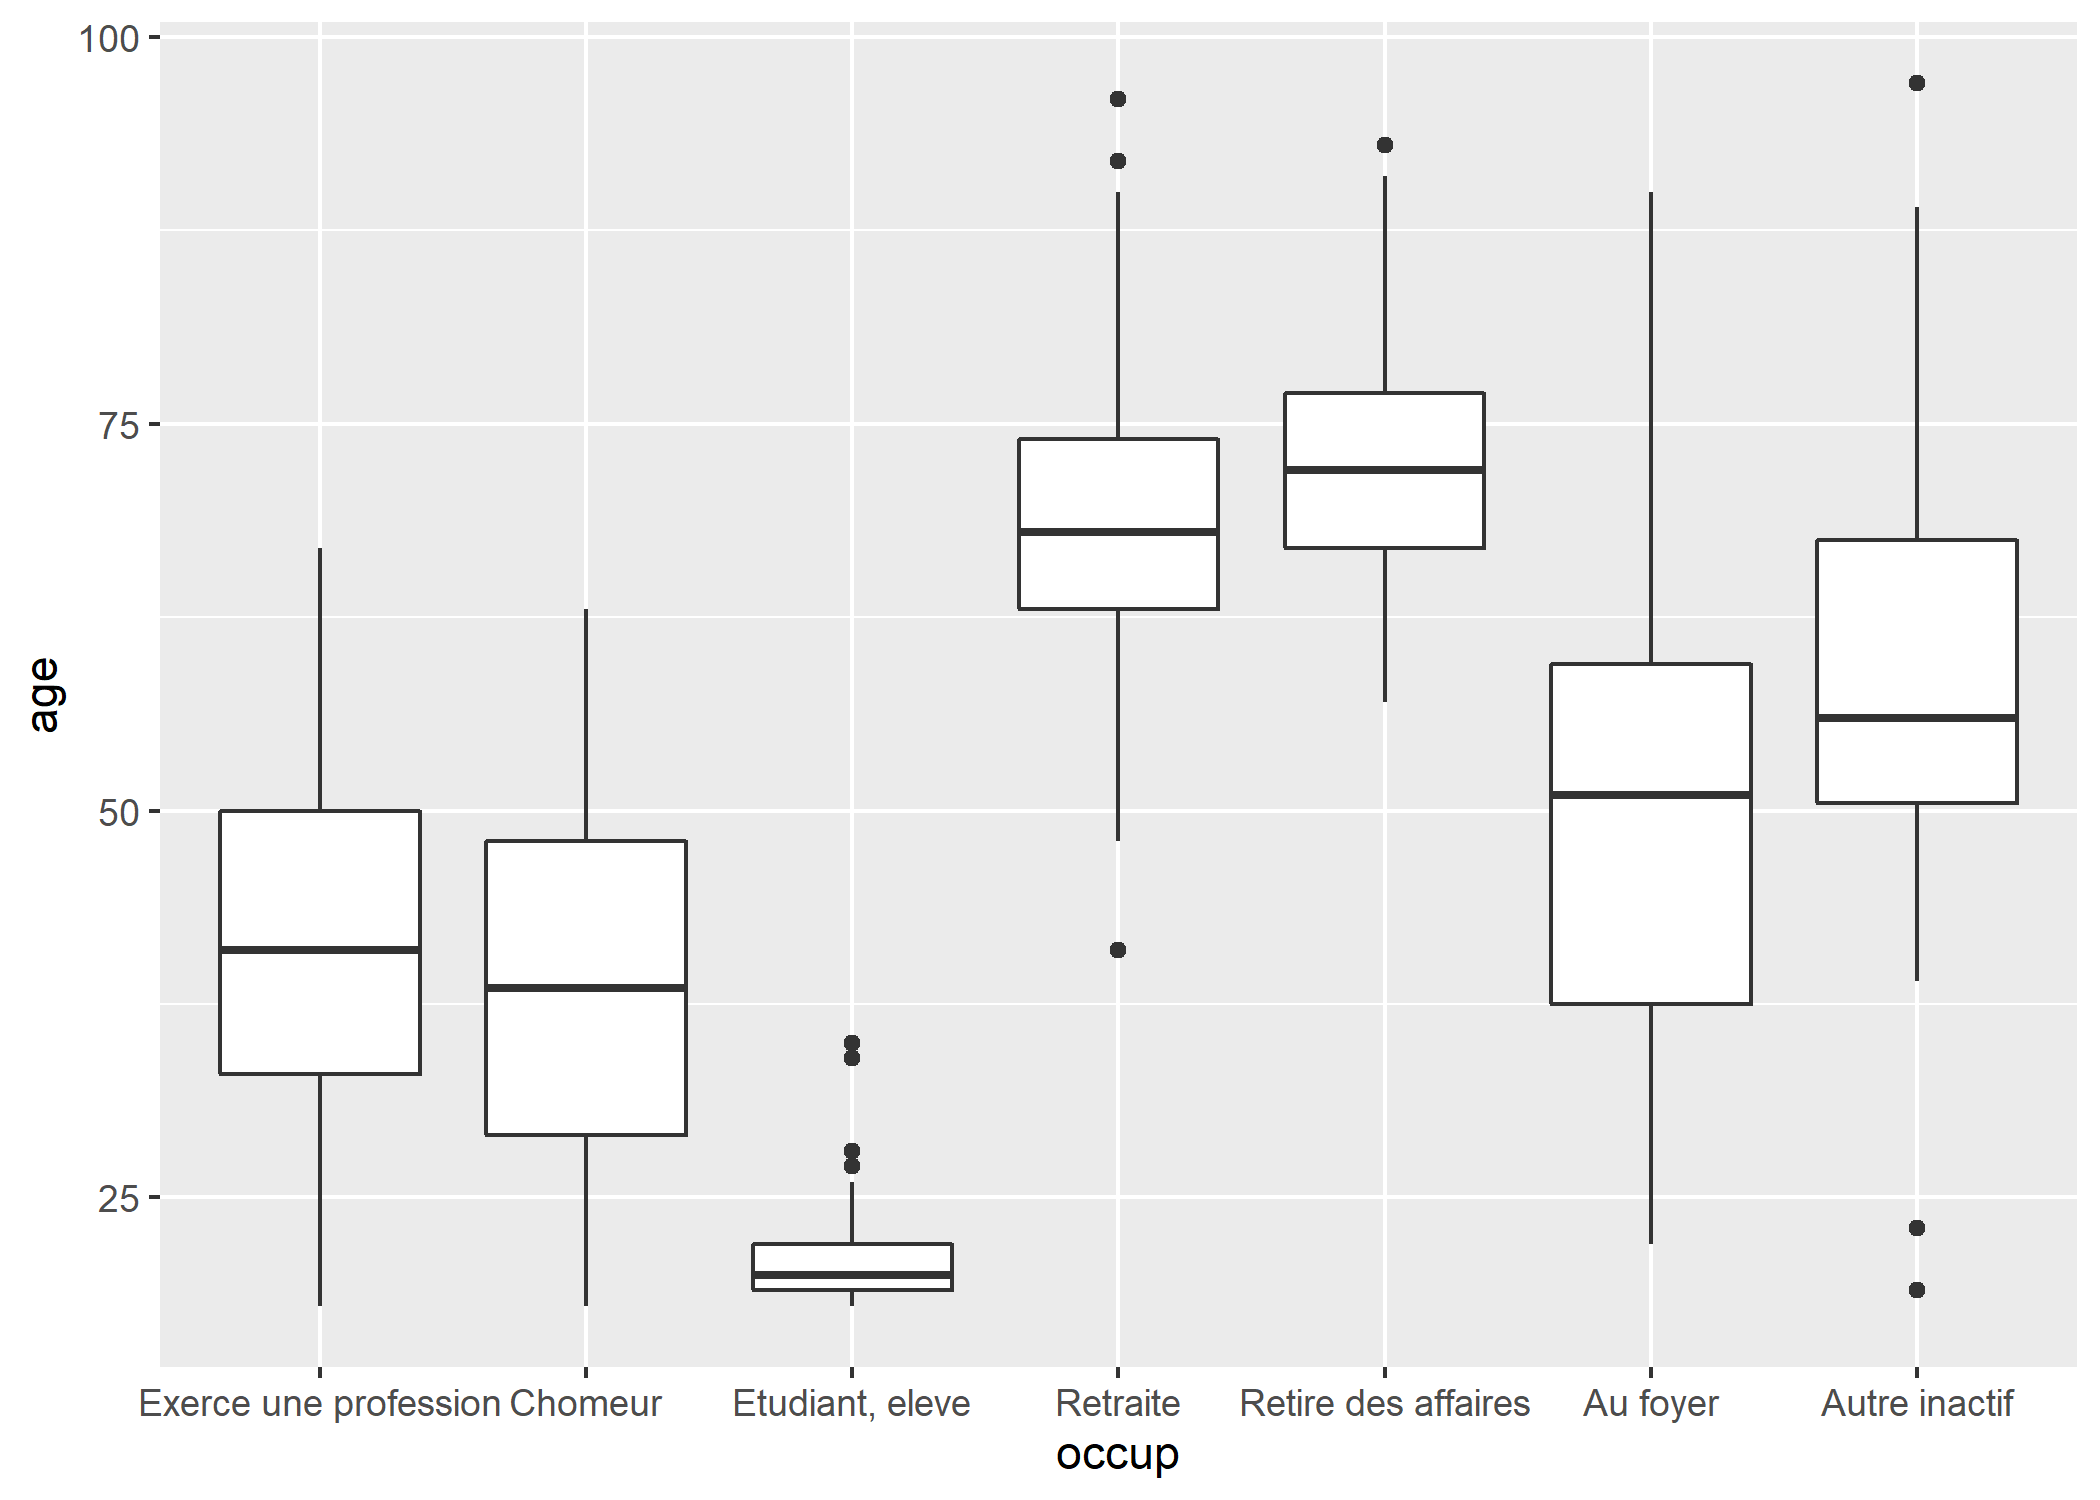 100
75
50
25
age
Exerce une profession Chomeur Etudiant, eleve Retraite Retire des affaires Au foyer Autre inactif
occup